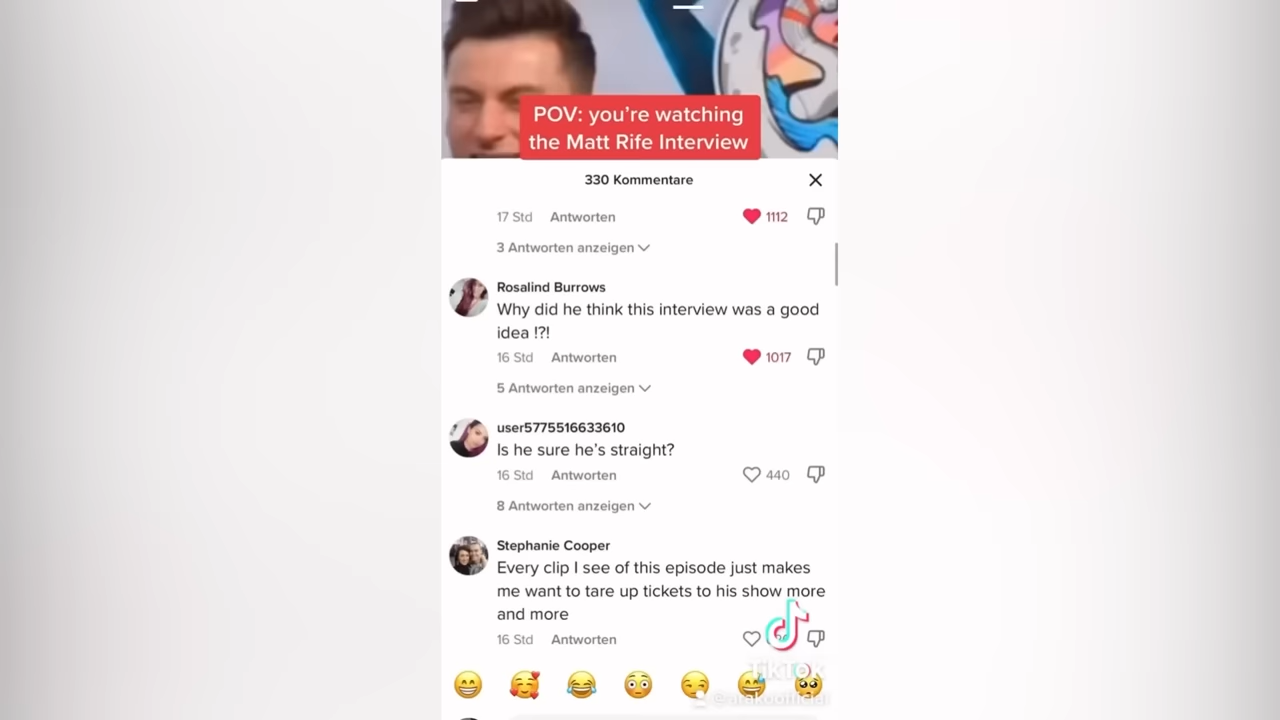 POV: you're watching
the Matt Rife Interview
330 Kommentare
17 Std Antworten 1112
3 Antworten anzeigen
Rosalind Burrows
Why did he think this interview was a good
idea !?!
16 Std Antworten 1017
5 Antworten anzeigen
user5775516633610
Is he sure he's straight?
16 Std Antworten 440
8 Antworten anzeigen
Stephanie Cooper
Every clip I see of this episode just makes
me want to tare up tickets to his show more
and more
16 Std Antworten
TikTok
@arakoofficial